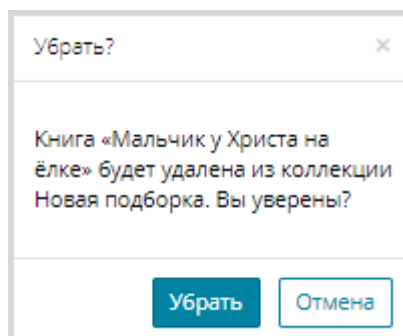 Убрать?
Книга «Мальчик у Христа на
ёлке» будет удалена из коллекции
Новая подборка. Вы уверены?
Убрать Отмена